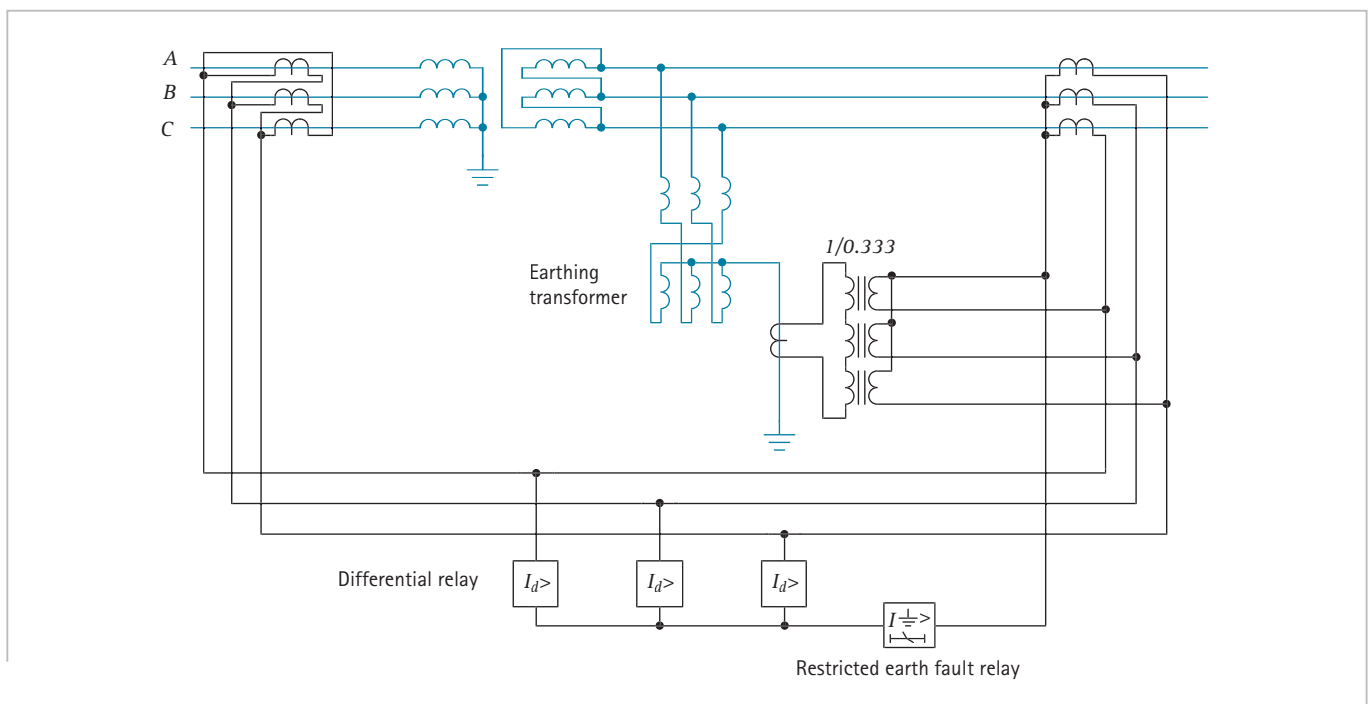 A
B
C
1/0.333
Earthing
transformer
Differential relay
Id>
Id>
Id>
I >
Restricted earth fault relay